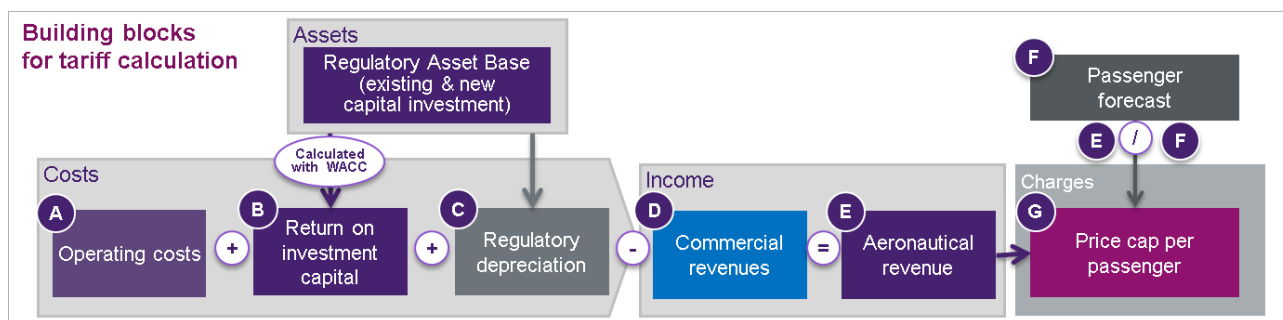 Building blocks
for tariff calculation
Assets
Regulatory Asset Base
(existing & new
capital investment)
F
Passenger
forecast
Calculated
with WACC
E
/
F
Costs
Income
Charges
A
Operating costs
+
B
Return on
investment
capital
+
C
Regulatory
depreciation
-
D
Commercial
revenues
=
E
Aeronautical
revenue
G
Price cap per
passenger